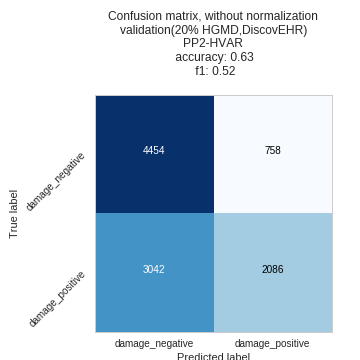 Confusion matrix, without normalization
validation(20% HGMD,DiscovEHR)
PP2-HVAR
accuracy: 0.63
f1: 0.52
True label
damage_negative
4454
758
damage_positive
3042
2086
damage_negative
damage_positive
Predicted label